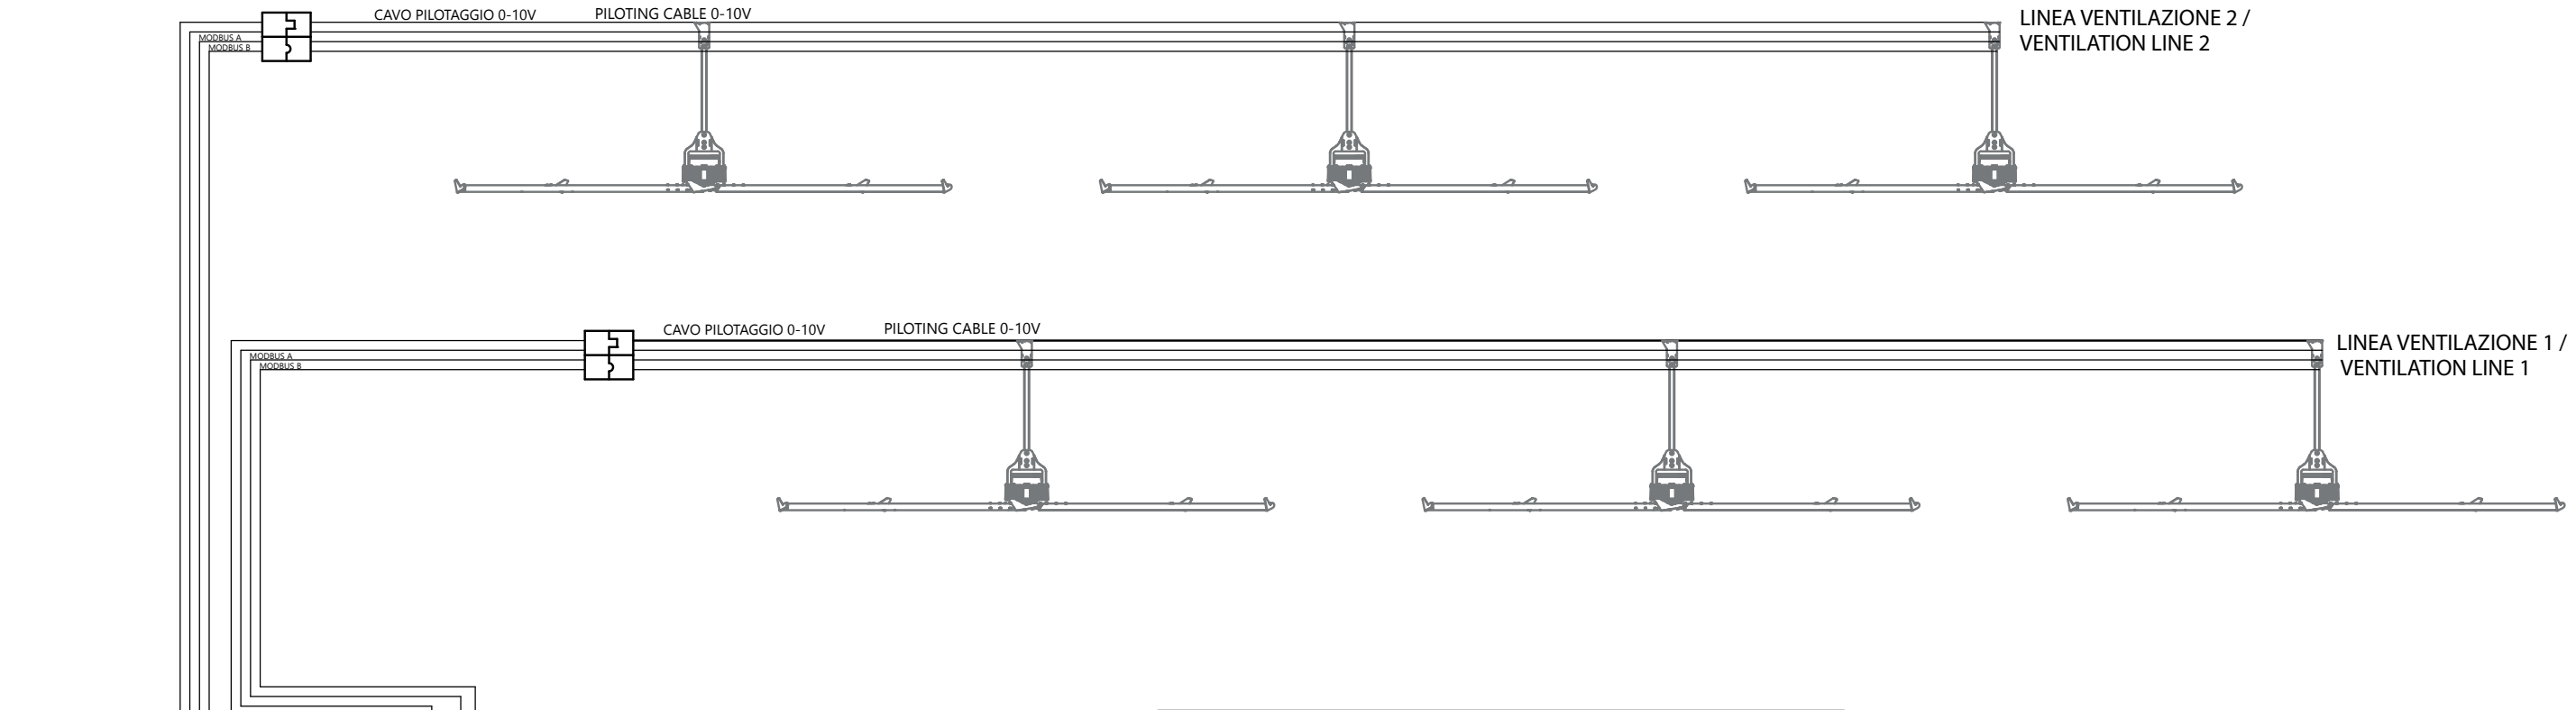 CAVO PILOTAGGIO 0-10V PILOTING CABLE 0-10V
LINEA VENTILAZIONE 2 /
VENTILATION LINE 2
MODBUS A
MODBUS B
CAVO PILOTAGGIO 0-10V PILOTING CABLE 0-10V
LINEA VENTILAZIONE 1 /
VENTILATION LINE 1
MODBUS A
MODBUS B